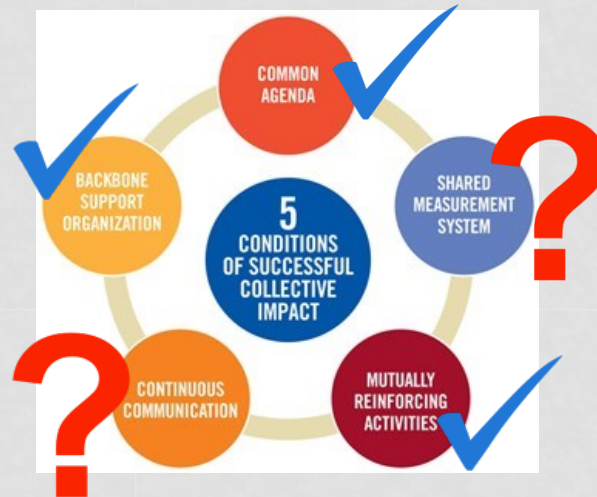 COMMON
AGENDA
SHARED
MEASUREMENT
SYSTEM
MUTUALLY
REINFORCING
ACTIVITIES
CONTINUOUS
COMMUNICATION
BACKBONE
SUPPORT
ORGANIZATION
5
CONDITIONS
OF SUCCESSFUL
COLLECTIVE
IMPACT
?
?